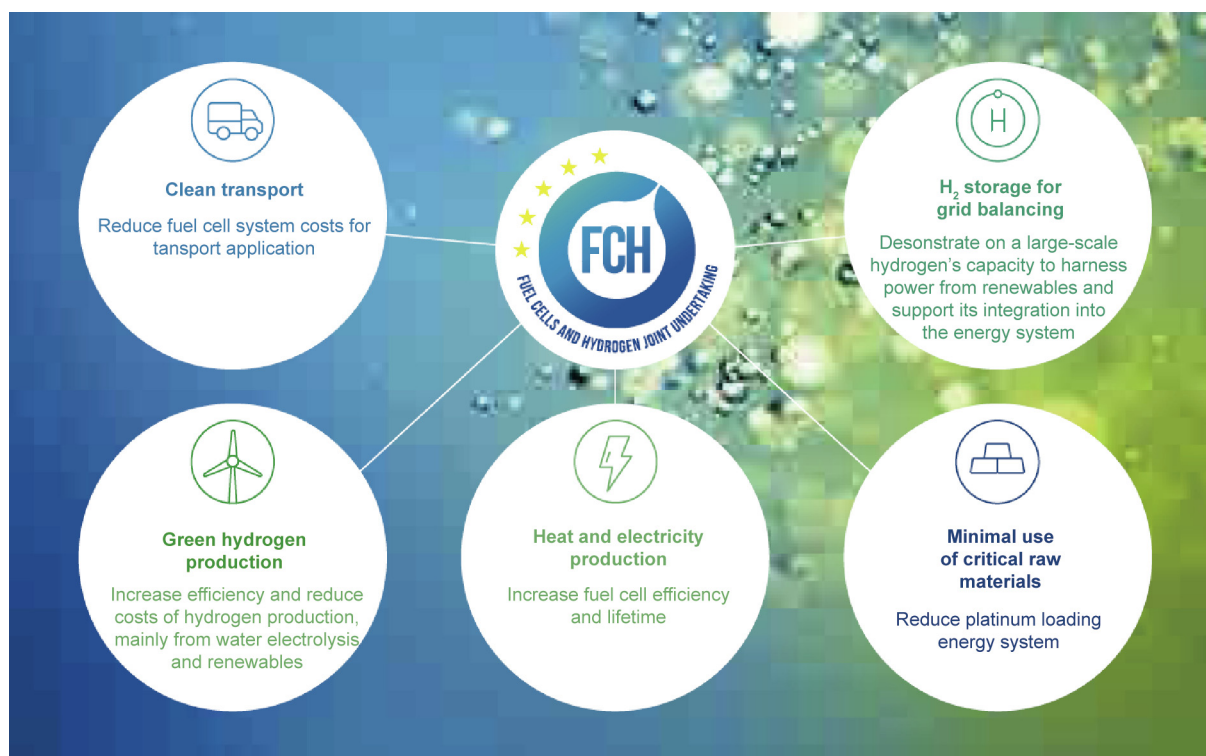 Clean transport
Reduce fuel cell system costs for
tansport application
FCH
FUEL CELLS AND HYDROGEN JOINT UNDERTAKING
H
H₂ storage for
grid balancing
Desonstrate on a large-scale
hydrogen's capacity to harness
power from renewables and
support its integration into
the energy system
Green hydrogen
production
Increase efficiency and reduce
costs of hydrogen production,
mainly from water electrolysis
and renewables
Heat and electricity
production
Increase fuel cell efficiency
and lifetime
Minimal use
of critical raw
materials
Reduce platinum loading
energy system